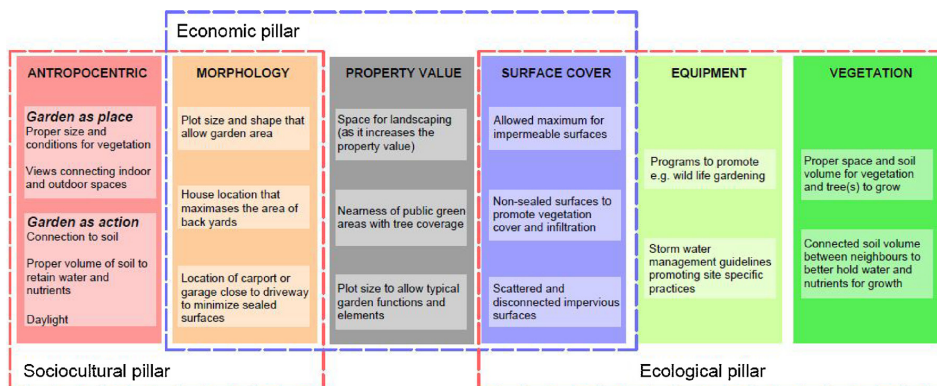 Economic pillar
ANTROPOCENTRIC
Garden as place
Proper size and
conditions for vegetation
Views connecting indoor
and outdoor spaces
Garden as action
Connection to soil
Proper volume of soil to
retain water and
nutrients
Daylight
MORPHOLOGY
Plot size and shape that
allow garden area
House location that
maximases the area of
back yards
Location of carport or
garage close to driveway
to minimize sealed
surfaces
PROPERTY VALUE
Space for landscaping
(as it increases the
property value)
Nearness of public green
areas with tree coverage
Plot size to allow typical
garden functions and
elements
SURFACE COVER
Allowed maximum for
impermeable surfaces
Non-sealed surfaces to
promote vegetation
cover and infiltration
Scattered and
disconnected impervious
surfaces
EQUIPMENT
Programs to promote
e.g. wild life gardening
Storm water
management guidelines
promoting site specific
practices
VEGETATION
Proper space and soil
volume for vegetation
and tree(s) to grow
Connected soil volume
between neighbours to
better hold water and
nutrients for growth
Sociocultural pillar
Ecological pillar